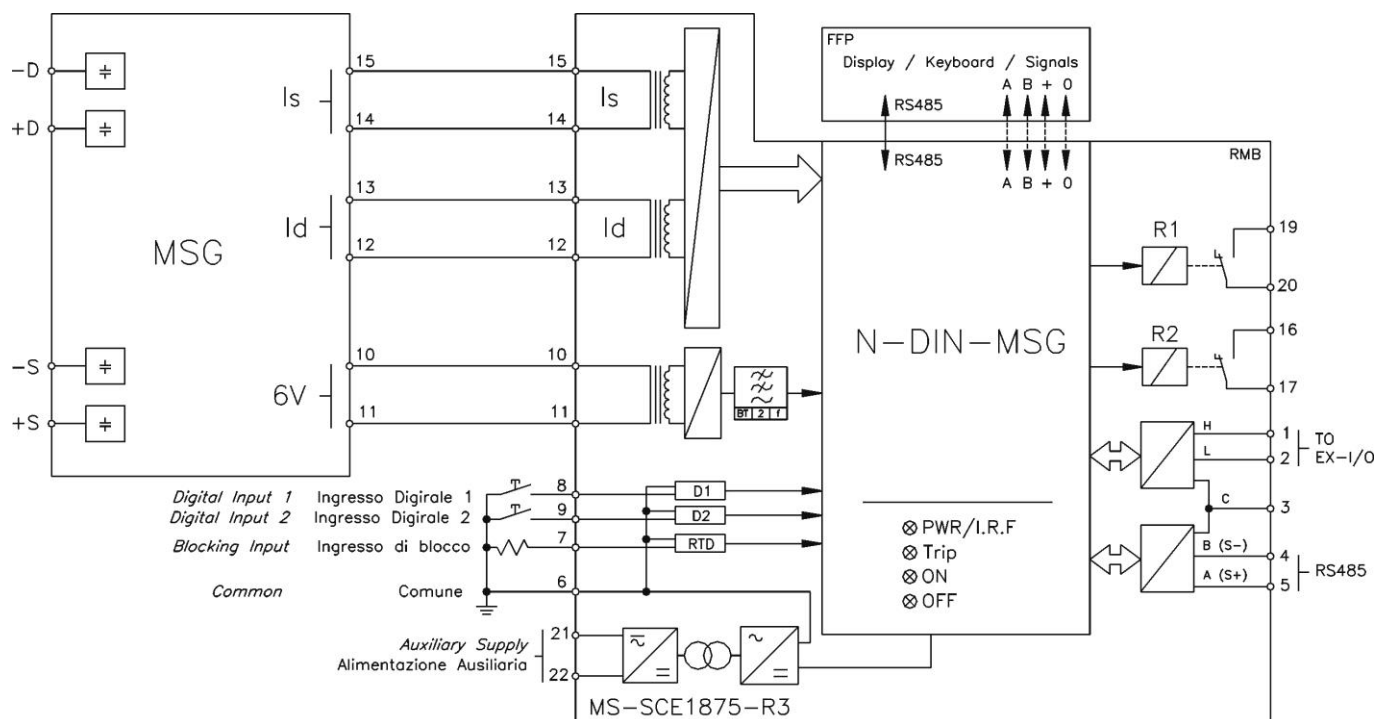 MSG
-D
+D
-S
+S
Is
15
14
Id
13
12
6V
10
11
15
Is
14
13
Id
12
10
11
BT 2 f
FFP
Display / Keyboard / Signals
RS485
A B + 0
RS485
A B + 0
RMB
N-DIN-MSG
R1
19
20
R2
16
17
H
1
L
2
TO
EX-I/O
C
3
B (S-)
4
A (S+)
5
RS485
Digital Input 1 Ingresso Digirale 1
8
D1
Digital Input 2 Ingresso Digirale 2
9
D2
Blocking Input Ingresso di blocco
7
RTD
Common Comune
6
Auxiliary Supply
Alimentazione Ausiliaria
21
22
PWR/I.R.F
Trip
ON
OFF
MS-SCE1875-R3